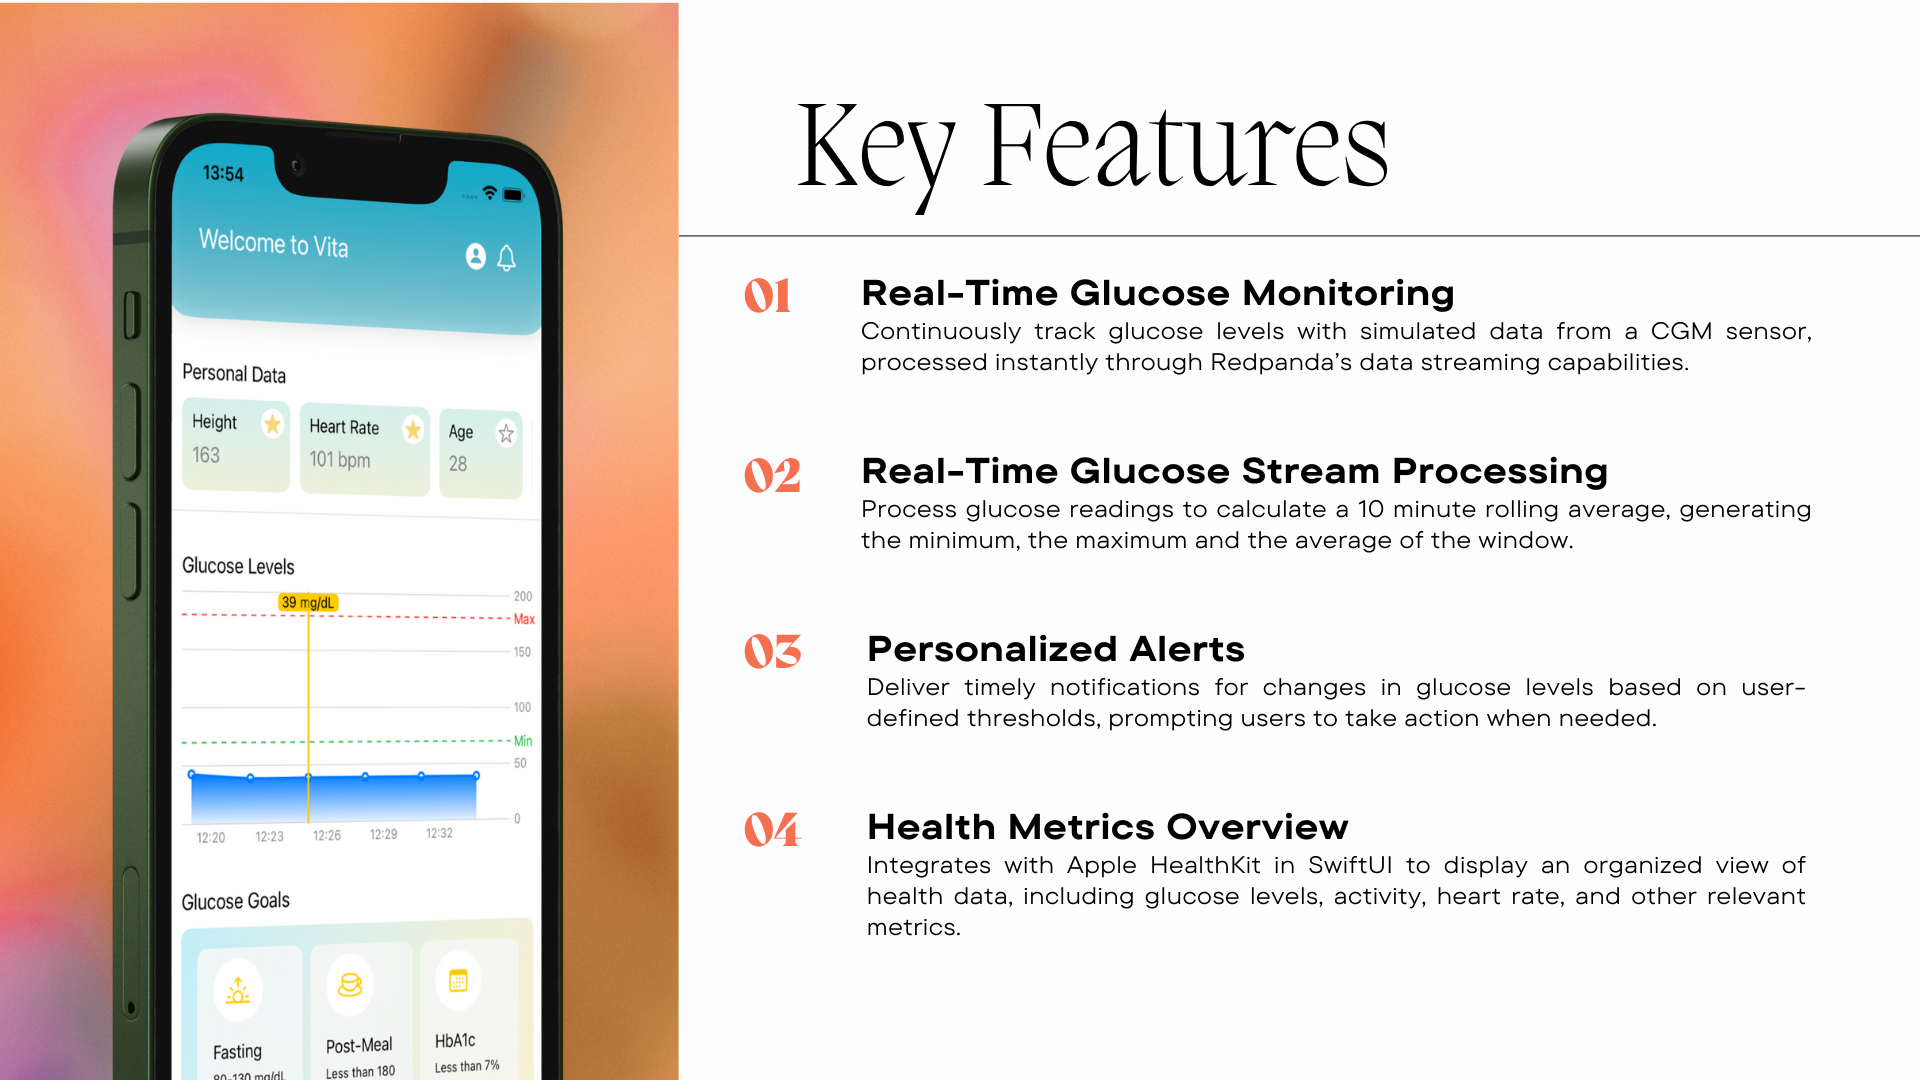 13:54
Welcome to Vita
Personal Data
Height
163
Heart Rate
101 bpm
Age
28
Glucose Levels
39 mg/dL
200
Max
150
100
Min
50
0
12:20 12:23 12:26 12:29 12:32
Glucose Goals
Fasting
80-130 mg/dL
Post-Meal
Less than 180
HbA1c
Less than 7%
Key Features
01
Real-Time Glucose Monitoring
Continuously track glucose levels with simulated data from a CGM sensor,
processed instantly through Redpanda's data streaming capabilities.
02
Real-Time Glucose Stream Processing
Process glucose readings to calculate a 10 minute rolling average, generating
the minimum, the maximum and the average of the window.
03
Personalized Alerts
Deliver timely notifications for changes in glucose levels based on user-
defined thresholds, prompting users to take action when needed.
04
Health Metrics Overview
Integrates with Apple HealthKit in SwiftUI to display an organized view of
health data, including glucose levels, activity, heart rate, and other relevant
metrics.